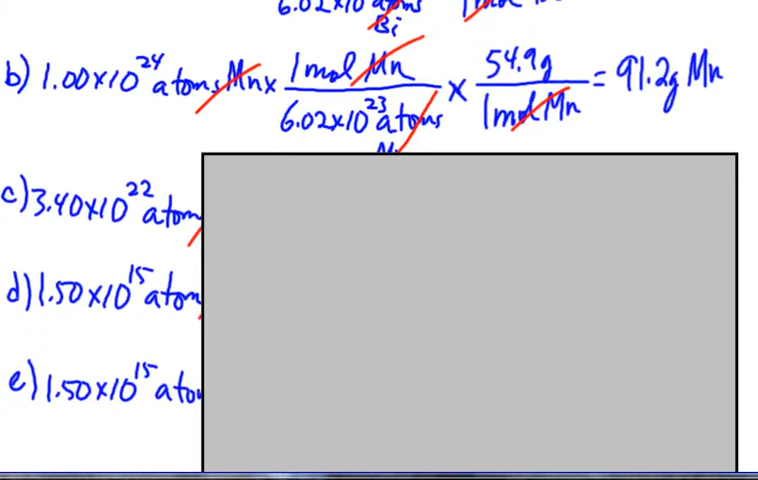 6.02x10 atoms
Bi
b) 1.00x10^24 atoms Mn x 1mol Mn / 6.02x10^23 atoms Mn x 54.9g / 1mol Mn = 91.2g Mn
c) 3.40x10^22 atom
d) 1.50x10^15 atom
e) 1.50x10^15 ato